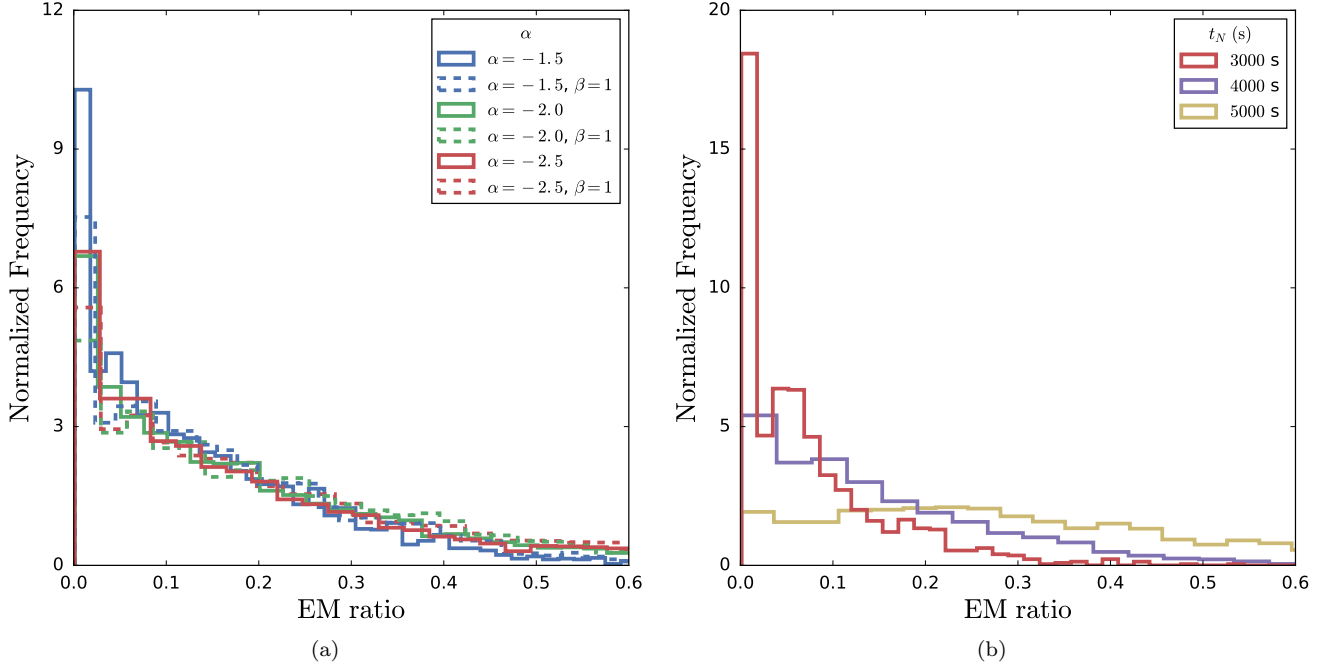 12
9
6
3
0
0.0 0.1 0.2 0.3 0.4 0.5 0.6
Normalized Frequency
EM ratio
α
α = −1.5
α = −1.5, β = 1
α = −2.0
α = −2.0, β = 1
α = −2.5
α = −2.5, β = 1
(a)
20
15
10
5
0
0.0 0.1 0.2 0.3 0.4 0.5 0.6
Normalized Frequency
EM ratio
t_N (s)
3000 s
4000 s
5000 s
(b)